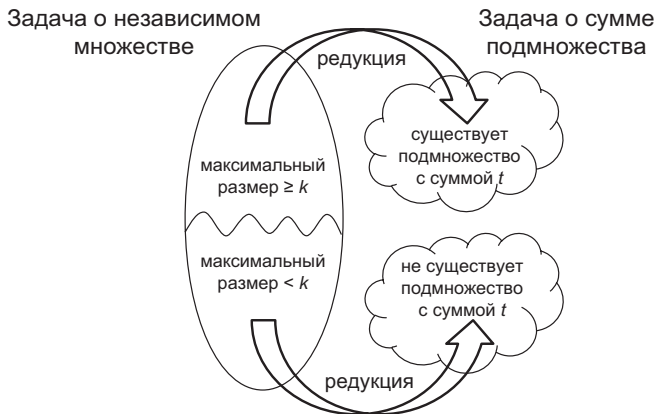 Задача о независимом
множестве
Задача о сумме
подмножества
редукция
существует
подмножество
с суммой t
максимальный
размер ≥ k
максимальный
размер < k
не существует
подмножество
с суммой t
редукция